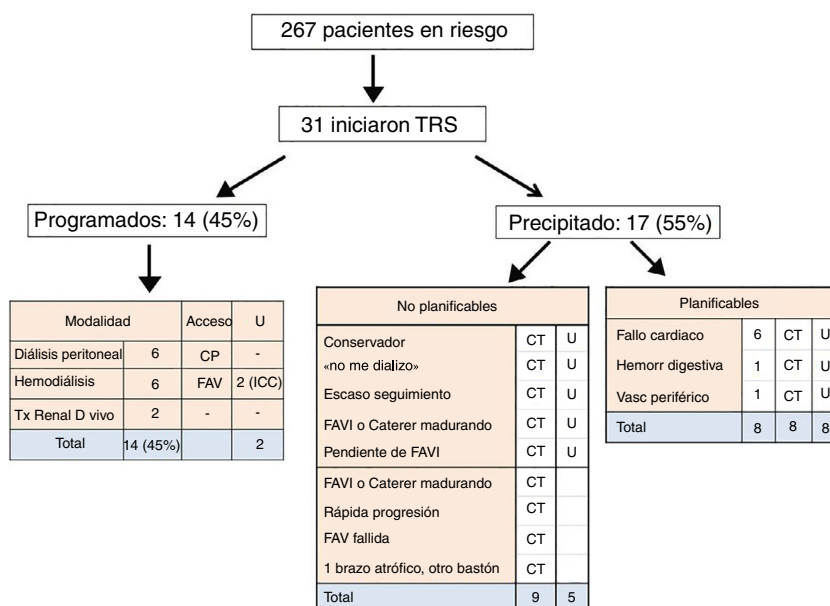 267 pacientes en riesgo
31 iniciaron TRS
Programados: 14 (45%)
Precipitado: 17 (55%)
Modalidad Acceso U
Diálisis peritoneal 6 CP -
Hemodiálisis 6 FAV 2 (ICC)
Tx Renal D vivo 2 - -
Total 14 (45%) 2
No planificables
Conservador CT U
«no me dializo» CT U
Escaso seguimiento CT U
FAVI o Cateter madurando CT U
Pendiente de FAVI CT U
FAVI o Cateter madurando CT
Rápida progresión CT
FAV fallida CT
1 brazo atrófico, otro bastón CT
Total 9 5
Planificables
Fallo cardiaco 6 CT U
Hemorr digestiva 1 CT U
Vasc periférico 1 CT U
Total 8 8 8